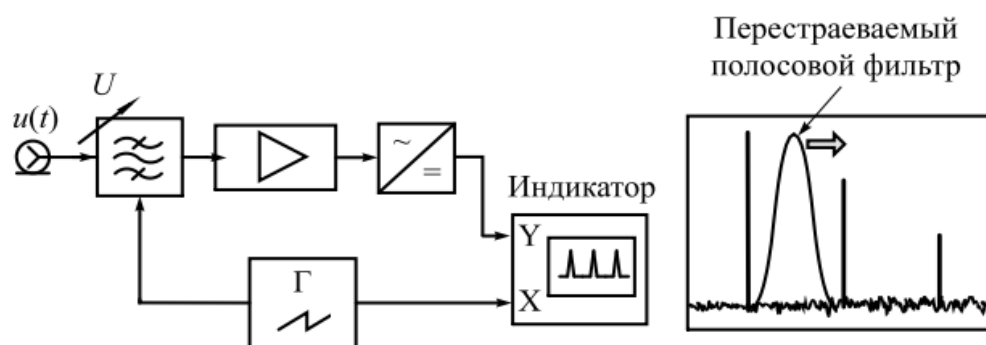 Перестраеваемый
полосовой фильтр
U
u(t)
~
=
Индикатор
Y
X
Г